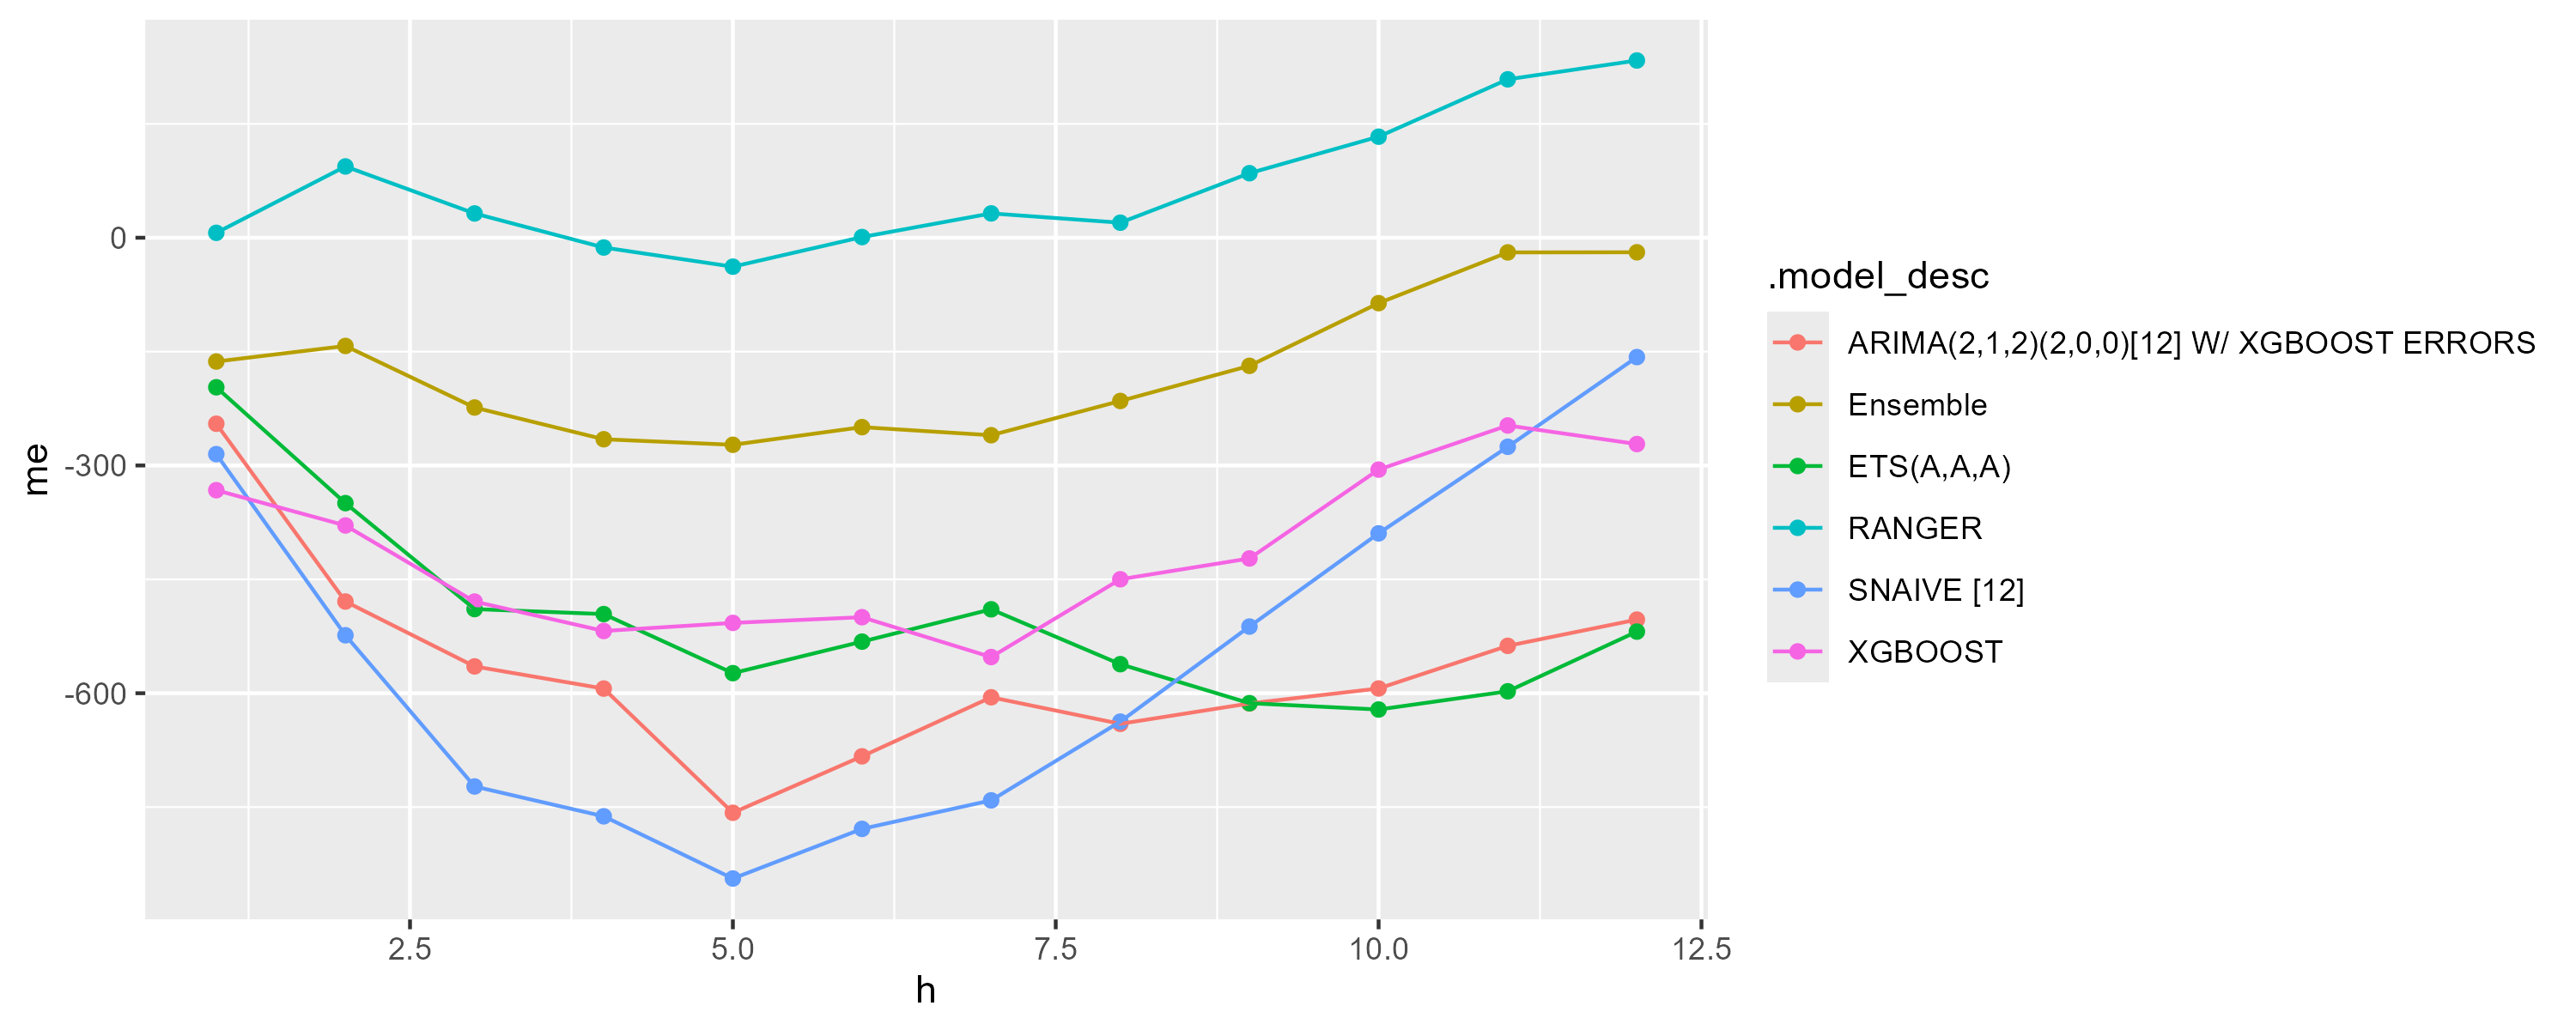 0
-300
-600
me
2.5 5.0 7.5 10.0 12.5
h
.model_desc
ARIMA(2,1,2)(2,0,0)[12] W/ XGBOOST ERRORS
Ensemble
ETS(A,A,A)
RANGER
SNAIVE [12]
XGBOOST